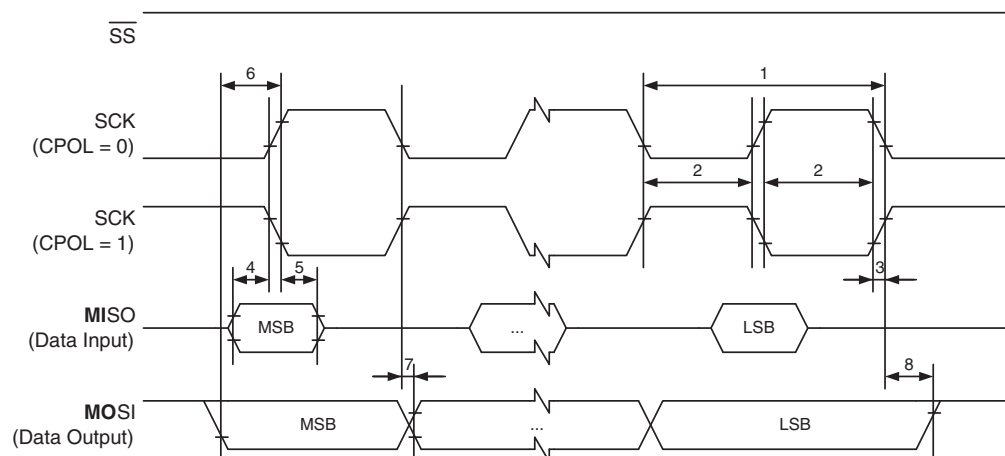 SS
6
1
SCK
(CPOL = 0)
2
2
SCK
(CPOL = 1)
4
5
3
MISO
(Data Input)
MSB
...
LSB
7
8
MOSI
(Data Output)
MSB
...
LSB